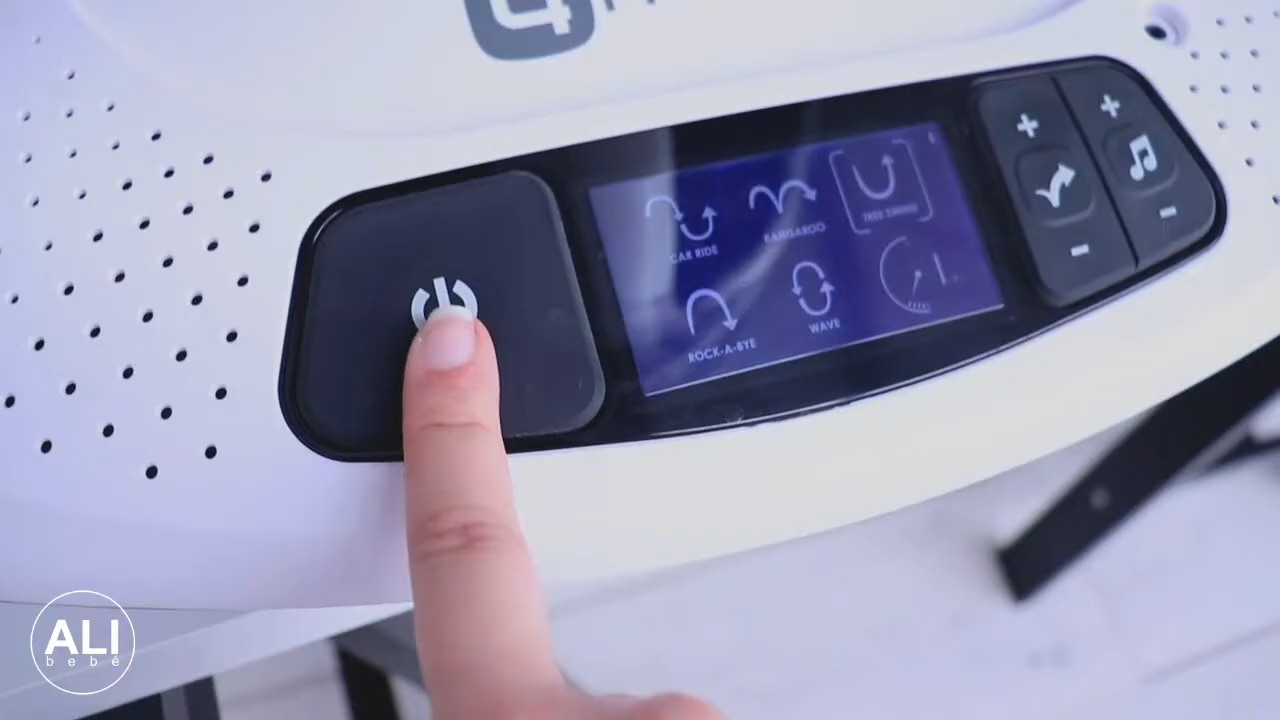 CAR RIDE
KANGAROO
TREE SWING
ROCK-A-BYE
WAVE
ALI
bebé